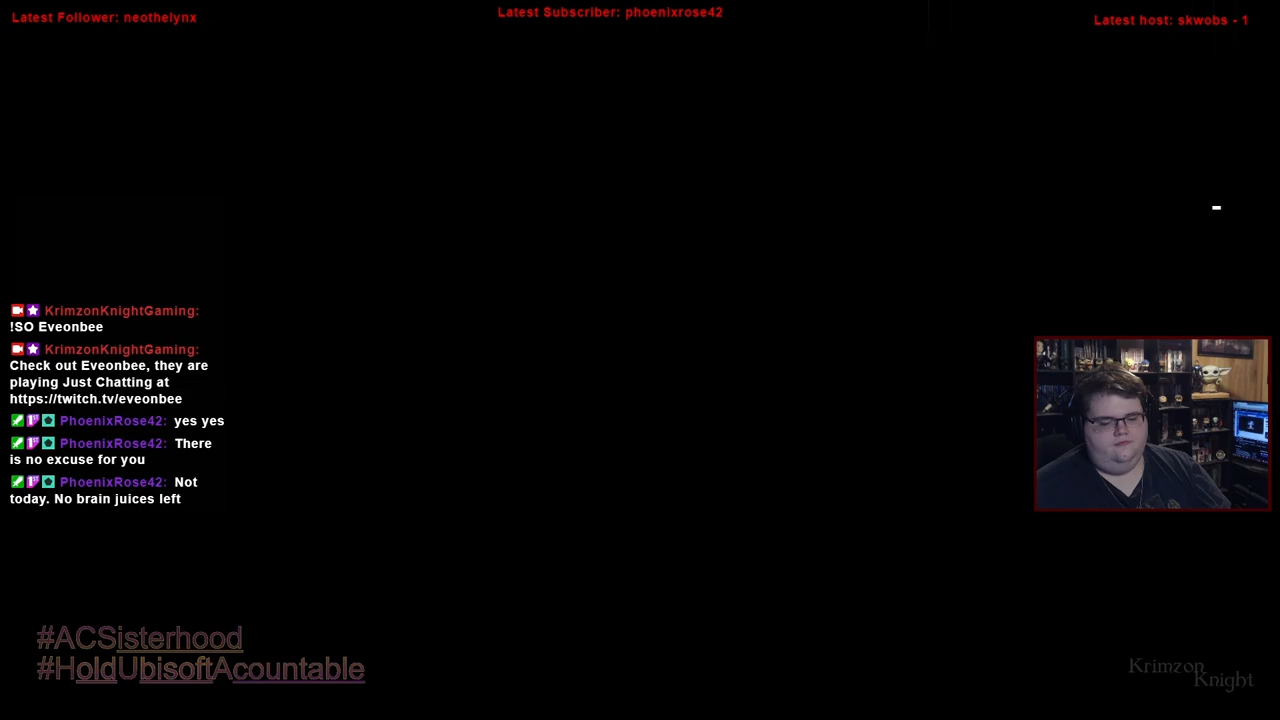 Latest Follower: neothelynx
Latest Subscriber: phoenixrose42
Latest host: skwobs - 1
-
KrimzonKnightGaming:
!SO Eveonbee
KrimzonKnightGaming:
Check out Eveonbee, they are
playing Just Chatting at
https://twitch.tv/eveonbee
PhoenixRose42: yes yes
PhoenixRose42: There
is no excuse for you
PhoenixRose42: Not
today. No brain juices left
#ACSisterhood
#HoldUbisoftAcountable
Krimzon
Knight